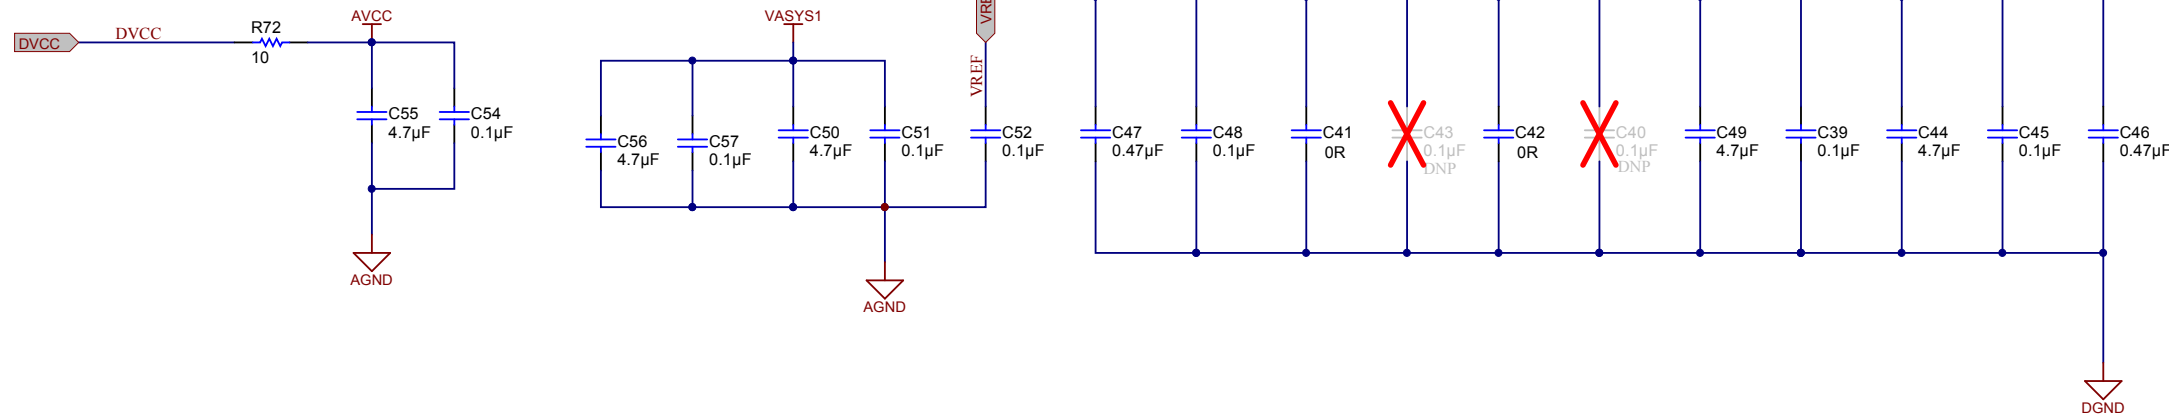 DVCC
DVCC
R72
10
AVCC
C55
4.7µF
C54
0.1µF
AGND
VASYS1
C56
4.7µF
C57
0.1µF
C50
4.7µF
C51
0.1µF
VREF
C52
0.1µF
AGND
C47
0.47µF
C48
0.1µF
C41
0R
C43
0.1µF
DNP
C42
0R
C40
0.1µF
DNP
C49
4.7µF
C39
0.1µF
C44
4.7µF
C45
0.1µF
C46
0.47µF
DGND